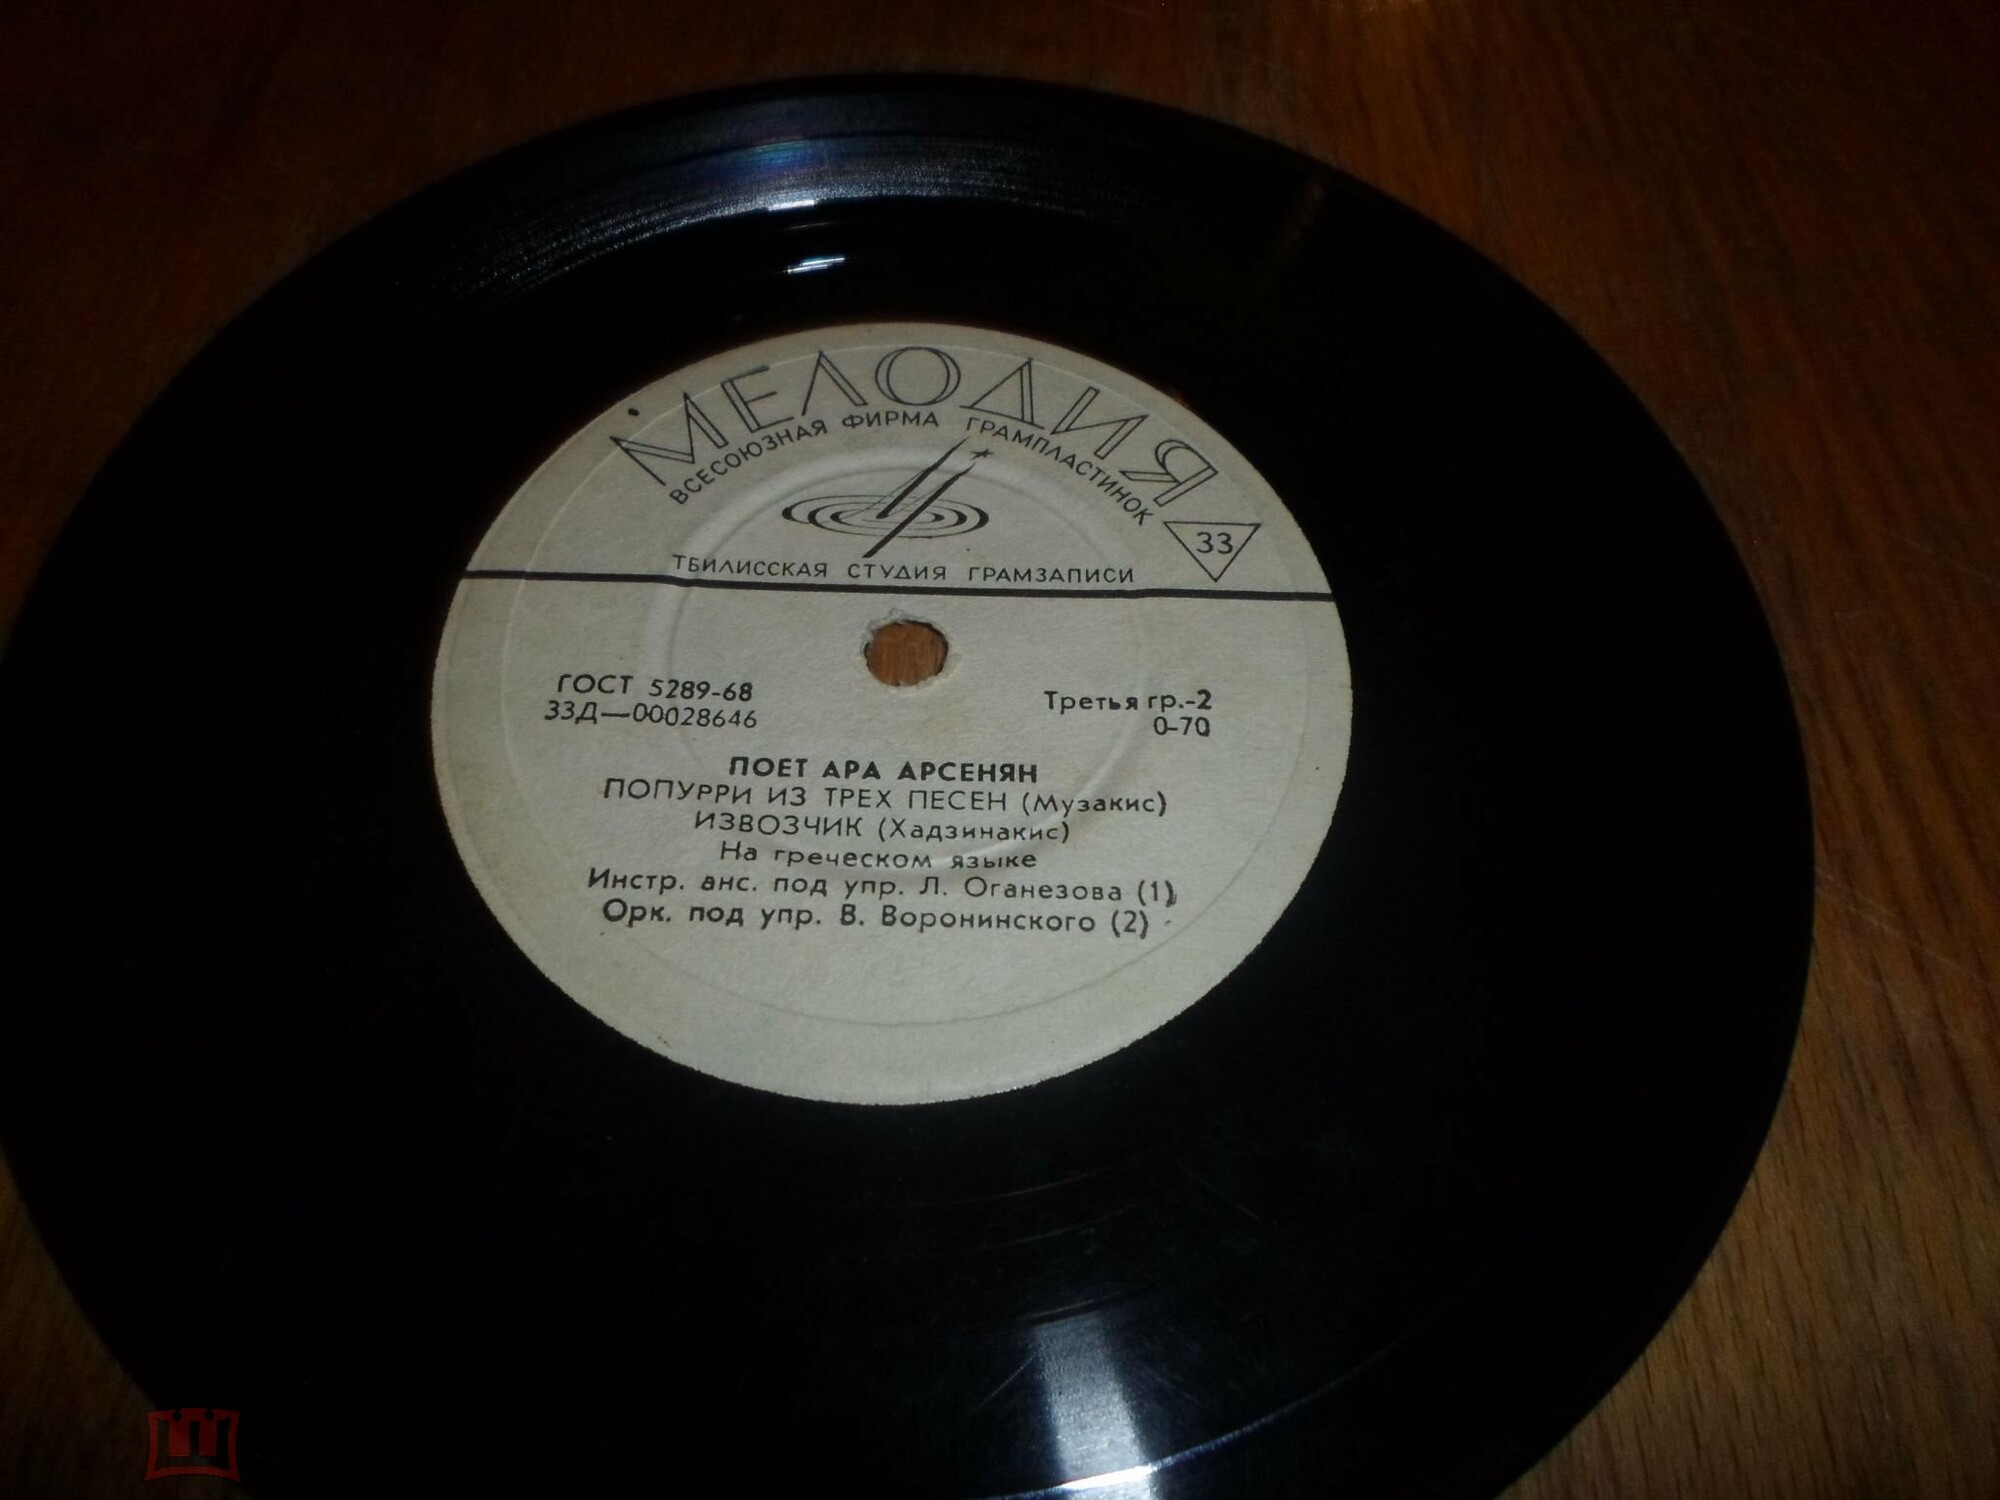 МЕЛОДИЯ
ВСЕСОЮЗНАЯ ФИРМА ГРАМПЛАСТИНОК
33
ТБИЛИССКАЯ СТУДИЯ ГРАМЗАПИСИ
ГОСТ 5289-68
33Д—00028646
Третья гр.-2
0-70
ПОЕТ АРА АРСЕНЯН
ПОПУРРИ ИЗ ТРЕХ ПЕСЕН (Музакис)
ИЗВОЗЧИК (Хадзинакис)
На греческом языке
Инстр. анс. под упр. Л. Оганезова (1)
Орк. под упр. В. Воронинского (2)